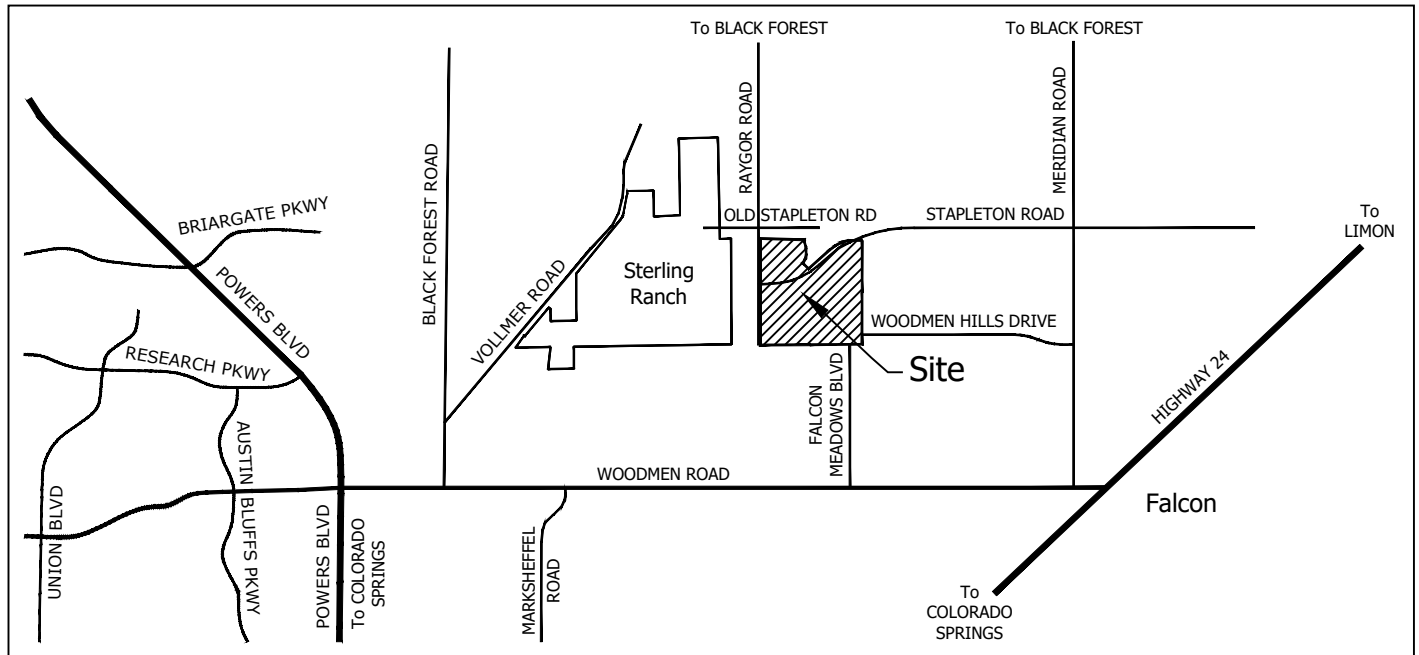 To BLACK FOREST
To BLACK FOREST
RAYGOR ROAD
MERIDIAN ROAD
BLACK FOREST ROAD
BRIARGATE PKWY
OLD STAPLETON RD
STAPLETON ROAD
To
LIMON
POWERS BLVD
VOLLMER ROAD
Sterling
Ranch
WOODMEN HILLS DRIVE
RESEARCH PKWY
Site
HIGHWAY 24
FALCON
MEADOWS BLVD
AUSTIN BLUFFS PKWY
WOODMEN ROAD
UNION BLVD
Falcon
POWERS BLVD
To COLORADO
SPRINGS
MARKSHEFFEL
ROAD
To
COLORADO
SPRINGS